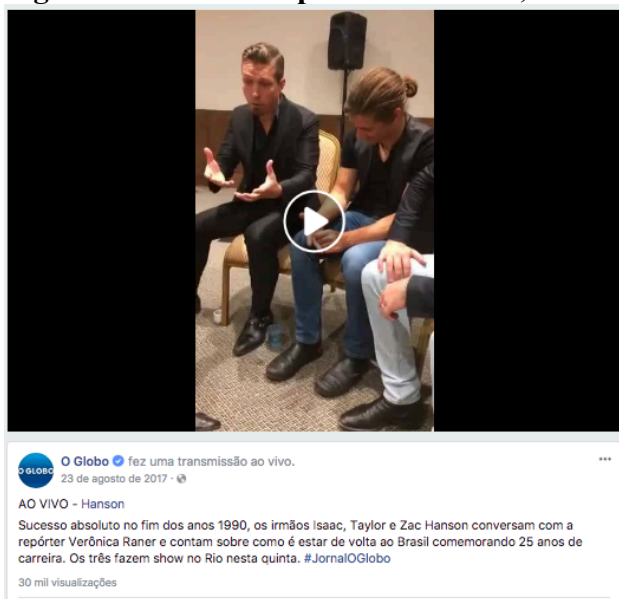 O GLOBO
O Globo fez uma transmissão ao vivo.
23 de agosto de 2017 ·
AO VIVO - Hanson
Sucesso absoluto no fim dos anos 1990, os irmãos Isaac, Taylor e Zac Hanson conversam com a
repórter Verônica Raner e contam sobre como é estar de volta ao Brasil comemorando 25 anos de
carreira. Os três fazem show no Rio nesta quinta. #JornalOGlobo
30 mil visualizações